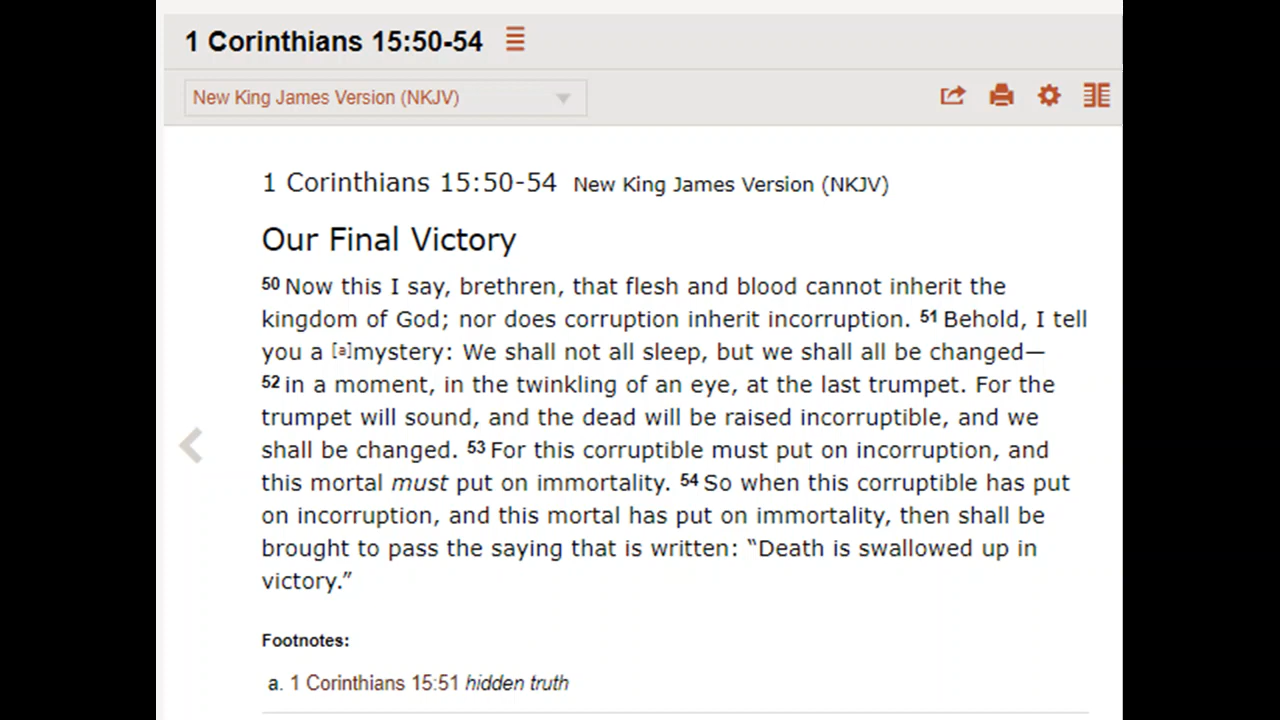 1 Corinthians 15:50-54
New King James Version (NKJV)
1 Corinthians 15:50-54 New King James Version (NKJV)
Our Final Victory
50 Now this I say, brethren, that flesh and blood cannot inherit the
kingdom of God; nor does corruption inherit incorruption. 51 Behold, I tell
you a [a]mystery: We shall not all sleep, but we shall all be changed—
52 in a moment, in the twinkling of an eye, at the last trumpet. For the
trumpet will sound, and the dead will be raised incorruptible, and we
shall be changed. 53 For this corruptible must put on incorruption, and
this mortal must put on immortality. 54 So when this corruptible has put
on incorruption, and this mortal has put on immortality, then shall be
brought to pass the saying that is written: “Death is swallowed up in
victory.”
Footnotes:
a. 1 Corinthians 15:51 hidden truth